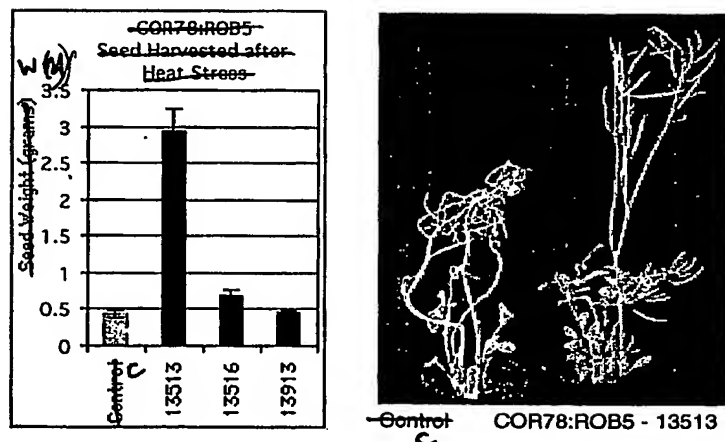 COR78:ROB5
Seed Harvested after
Heat Stress
W (g)
Seed Weight (grams)
3.5
3
2.5
2
1.5
1
0.5
0
Control
C
13513
13516
13913
Control
COR78:ROB5 - 13513